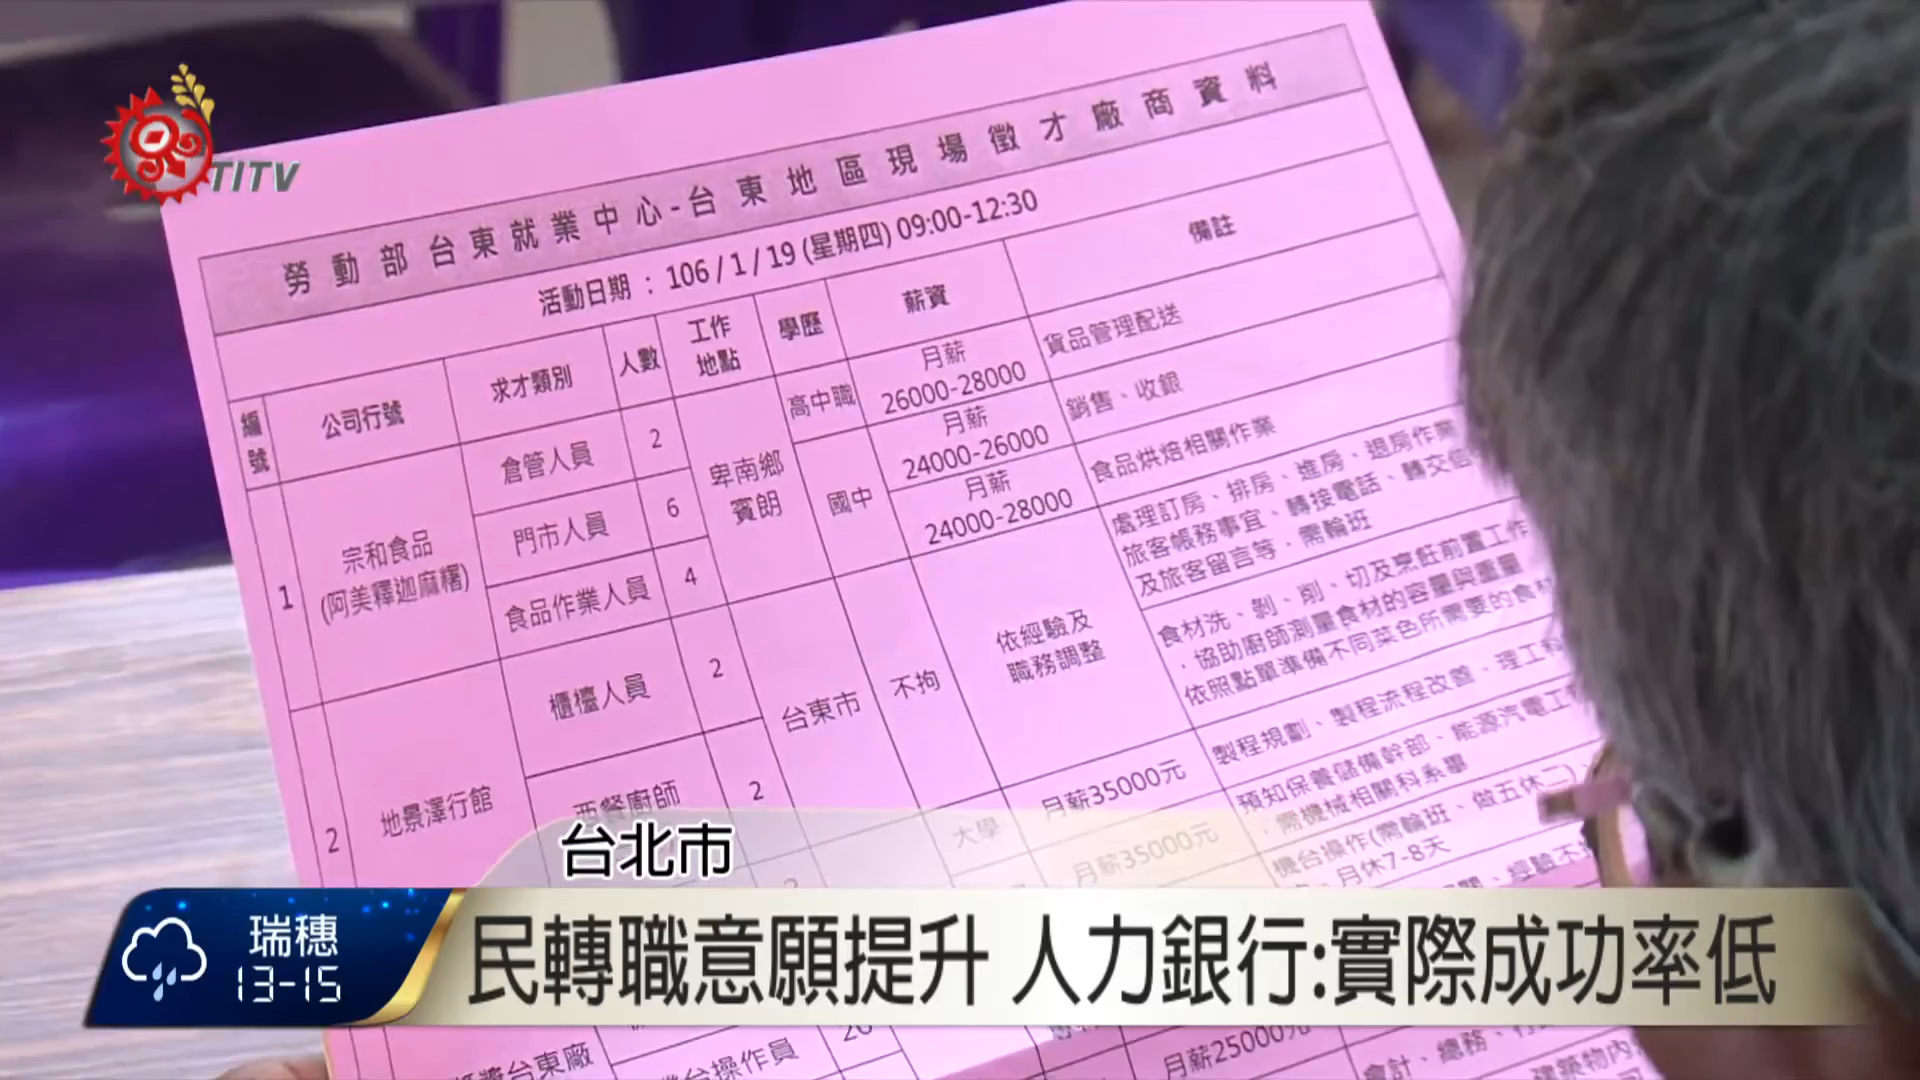 TITV
勞動部台東就業中心-台東地區現場徵才廠商資料
活動日期：106/1/19 (星期四) 09:00-12:30
編號 公司行號 求才類別 人數 工作地點 學歷 薪資 備註
1 宗和食品 (阿美釋迦麻糬)
倉管人員 2 卑南鄉賓朗 高中職 月薪 26000-28000 貨品管理配送
門市人員 6 國中 月薪 24000-26000 銷售、收銀
食品作業人員 4 月薪 24000-28000 食品烘焙相關作業
2 地景澤行館
櫃檯人員 2 台東市 不拘 依經驗及職務調整
處理訂房、排房、進房、退房作業
旅客帳務事宜、轉接電話、轉交信
及旅客留言等．需輪班
西餐廚師 2
食材洗、剝、削、切及烹飪前置工作
，協助廚師測量食材的容量與重量
依照點單準備不同菜色所需要的食材
大學 月薪35000元 製程規劃、製程流程改善．理工科
月薪35000元 預知保養儲備幹部、能源汽電工
．需機械相關科系畢
機台操作(需輪班、做五休二)、
月休7-8天
經驗不
台東廠
台操作員 20
月薪25000元
會計、總務、行
建築物內
台北市
瑞穗
13-15
民轉職意願提升 人力銀行:實際成功率低